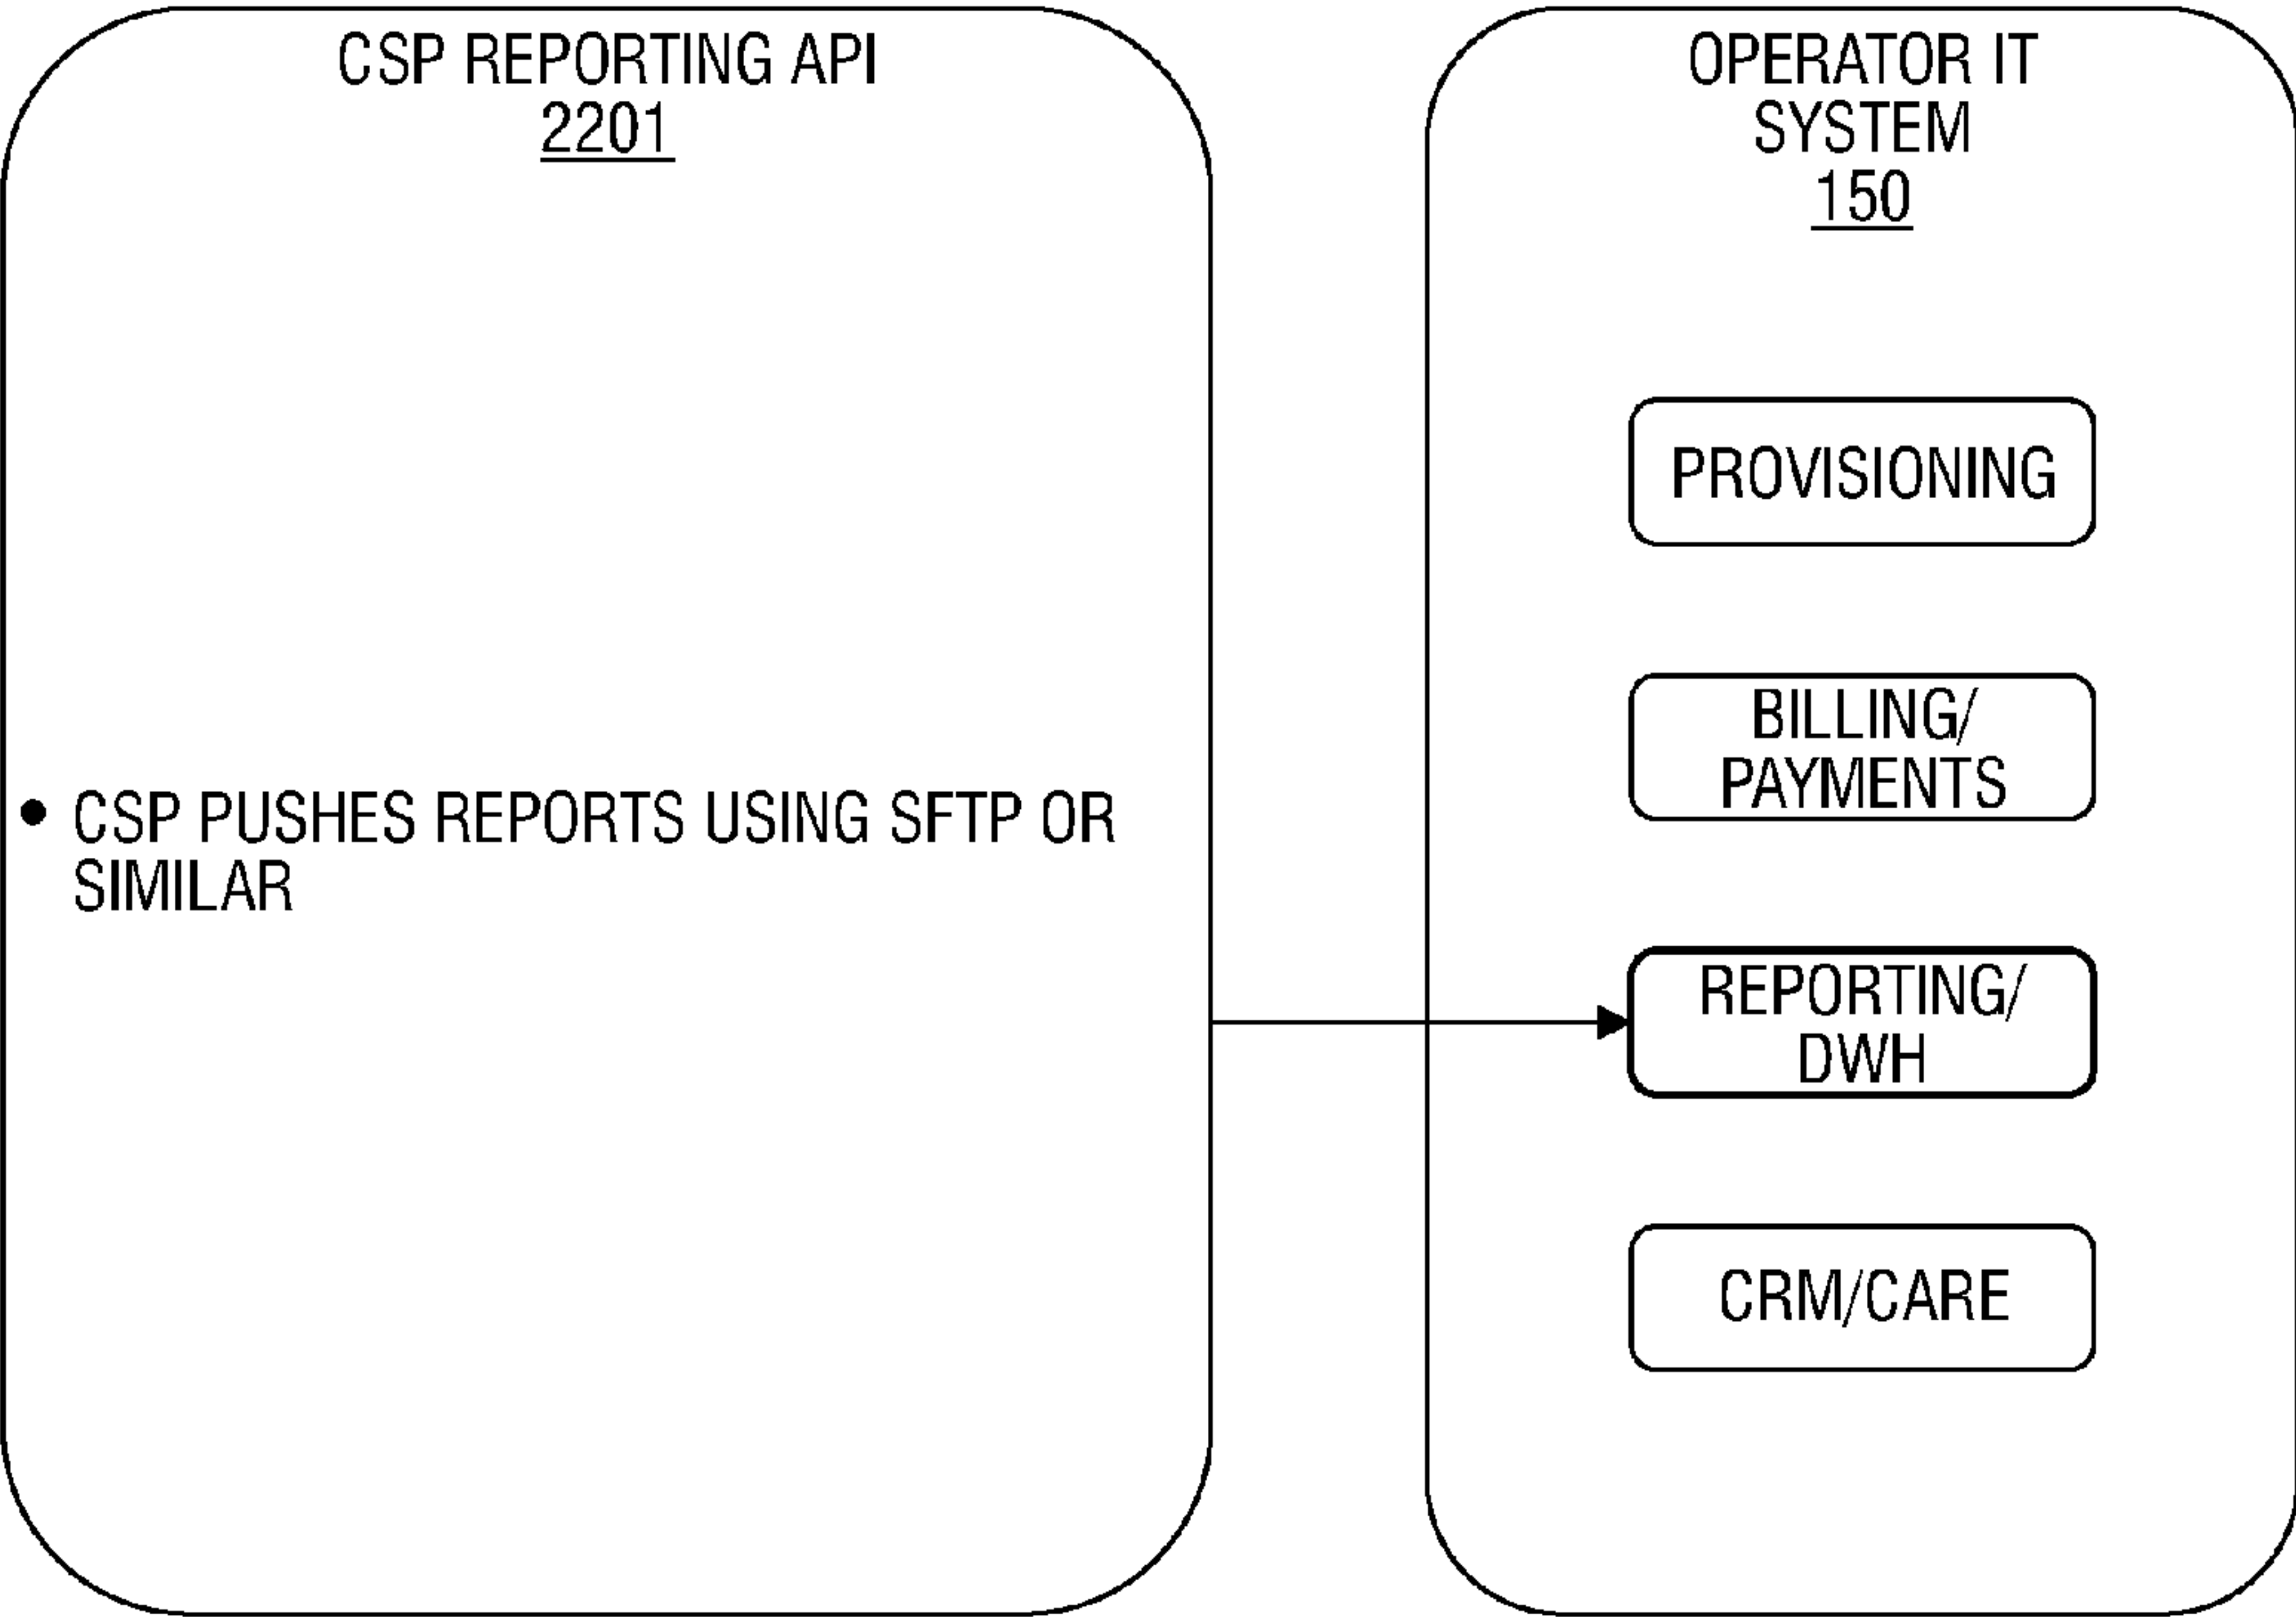 CSP REPORTING API
2201
• CSP PUSHES REPORTS USING SFTP OR
SIMILAR
OPERATOR IT
SYSTEM
150
PROVISIONING
BILLING/
PAYMENTS
REPORTING/
DWH
CRM/CARE